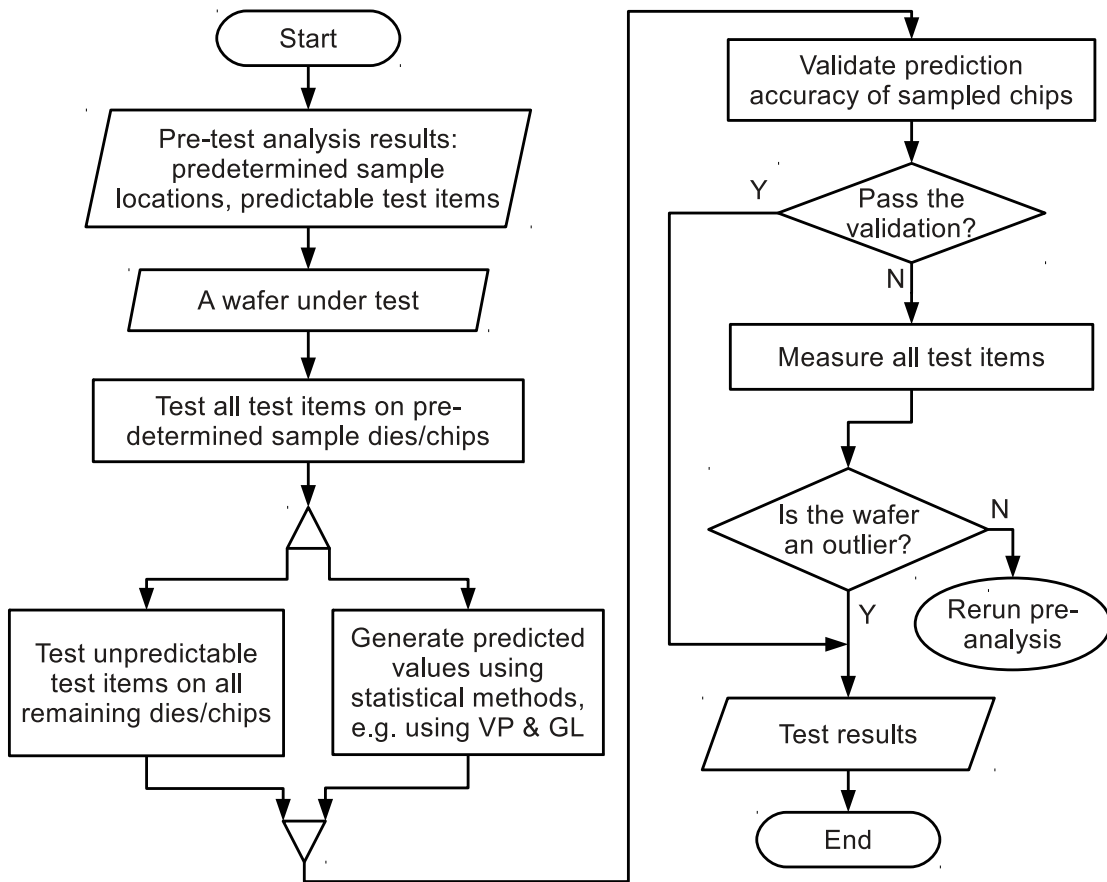 Start
Pre-test analysis results:
predetermined sample
locations, predictable test items
A wafer under test
Test all test items on pre-
determined sample dies/chips
Test unpredictable
test items on all
remaining dies/chips
Generate predicted
values using
statistical methods,
e.g. using VP & GL
Validate prediction
accuracy of sampled chips
Y
Pass the
validation?
N
Measure all test items
Is the wafer
an outlier?
N
Y
Rerun pre-
analysis
Test results
End